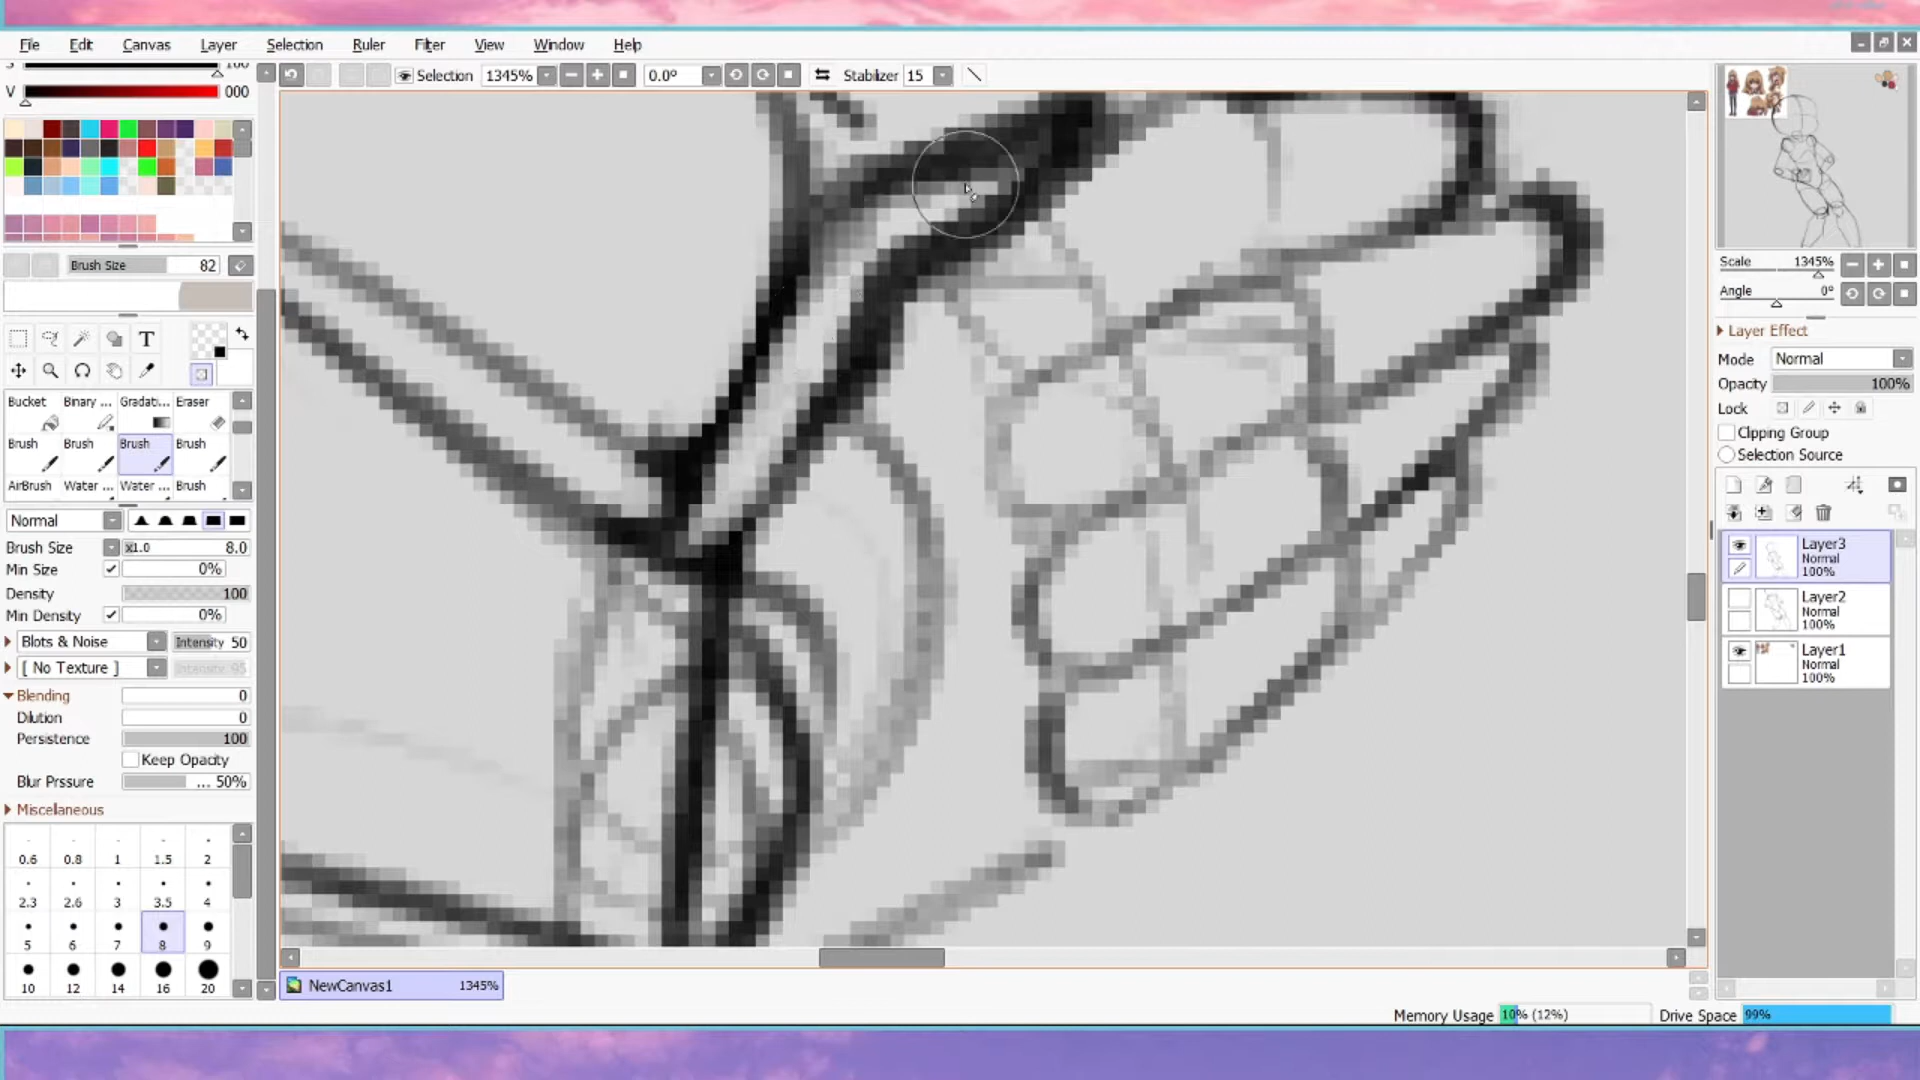 File Edit Canvas Layer Selection Ruler Filter View Window Help
Selection 1345% 0.0º Stabilizer 15
V 000
Brush Size 82
T
Bucket Binary ... Gradati... Eraser
Brush Brush Brush Brush
AirBrush Water ... Water ... Brush
Normal
Brush Size x1.0 8.0
Min Size 0%
Density 100
Min Density 0%
Blots & Noise Intensity 50
[ No Texture ] Intensity 95
Blending 0
Dilution 0
Persistence 100
Keep Opacity
Blur Prssure ... 50%
Miscellaneous
0.6 0.8 1 1.5 2
2.3 2.6 3 3.5 4
5 6 7 8 9
10 12 14 16 20
NewCanvas1 1345%
Memory Usage 10% (12%) Drive Space 99%
Scale 1345%
Angle 0º
Layer Effect
Mode Normal
Opacity 100%
Lock
Clipping Group
Selection Source
Layer3
Normal
100%
Layer2
Normal
100%
Layer1
Normal
100%